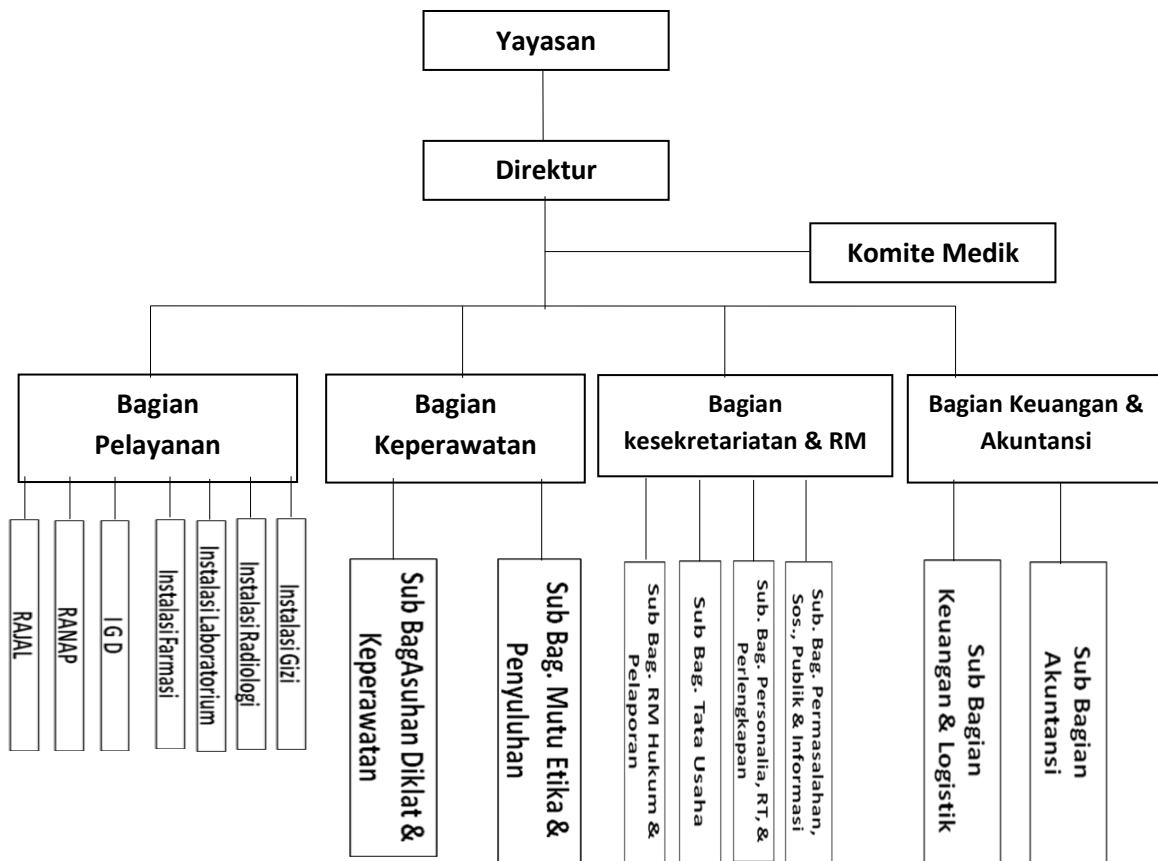 Yayasan
Direktur
Komite Medik
Bagian
Pelayanan
Bagian
Keperawatan
Bagian
kesekretariatan & RM
Bagian Keuangan &
Akuntansi
RAJAL
RANAP
I G D
Instalasi Farmasi
Instalasi Laboratorium
Instalasi Radiologi
Instalasi Gizi
Sub BagAsuhan Diklat &
Keperawatan
Sub Bag. Mutu Etika &
Penyuluhan
Sub Bag. RM Hukum &
Pelaporan
Sub Bag. Tata Usaha
Sub. Bag. Personalia, RT, &
Perlengkapan
Sub. Bag. Permasalahan,
Sos., Publik & Informasi
Sub Bagian
Keuangan & Logistik
Sub Bagian
Akuntansi